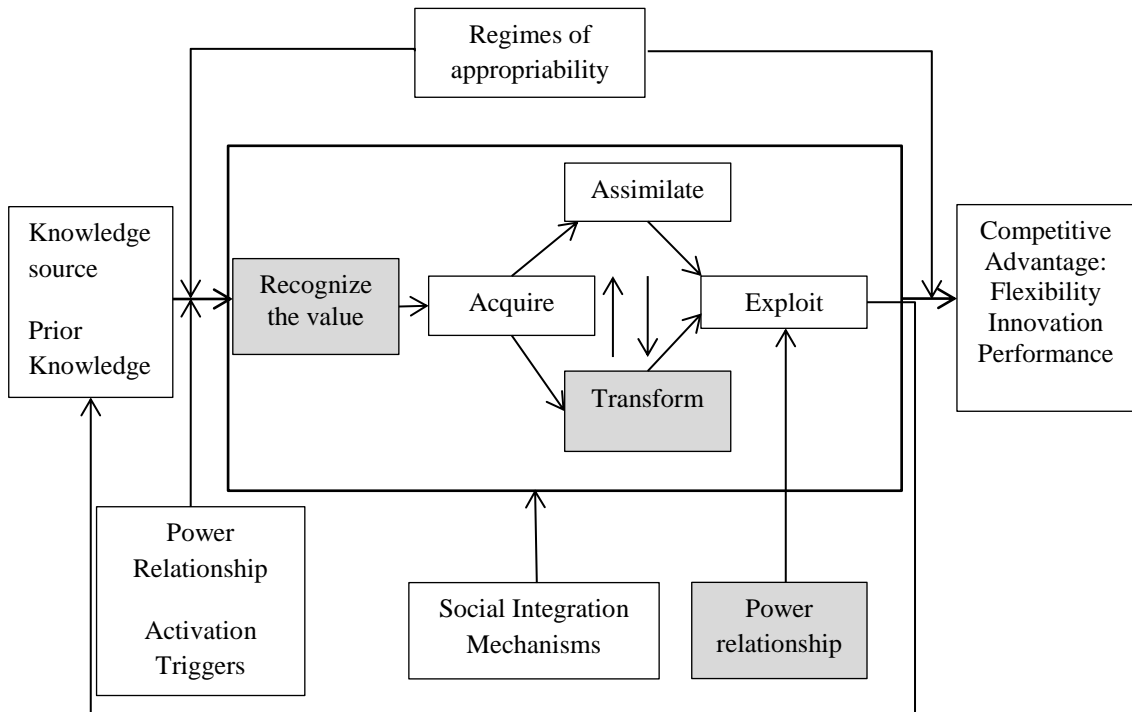 Regimes of
appropriability
Knowledge
source
Prior
Knowledge
Recognize
the value
Acquire
Assimilate
Transform
Exploit
Competitive
Advantage:
Flexibility
Innovation
Performance
Power
Relationship
Activation
Triggers
Social Integration
Mechanisms
Power
relationship